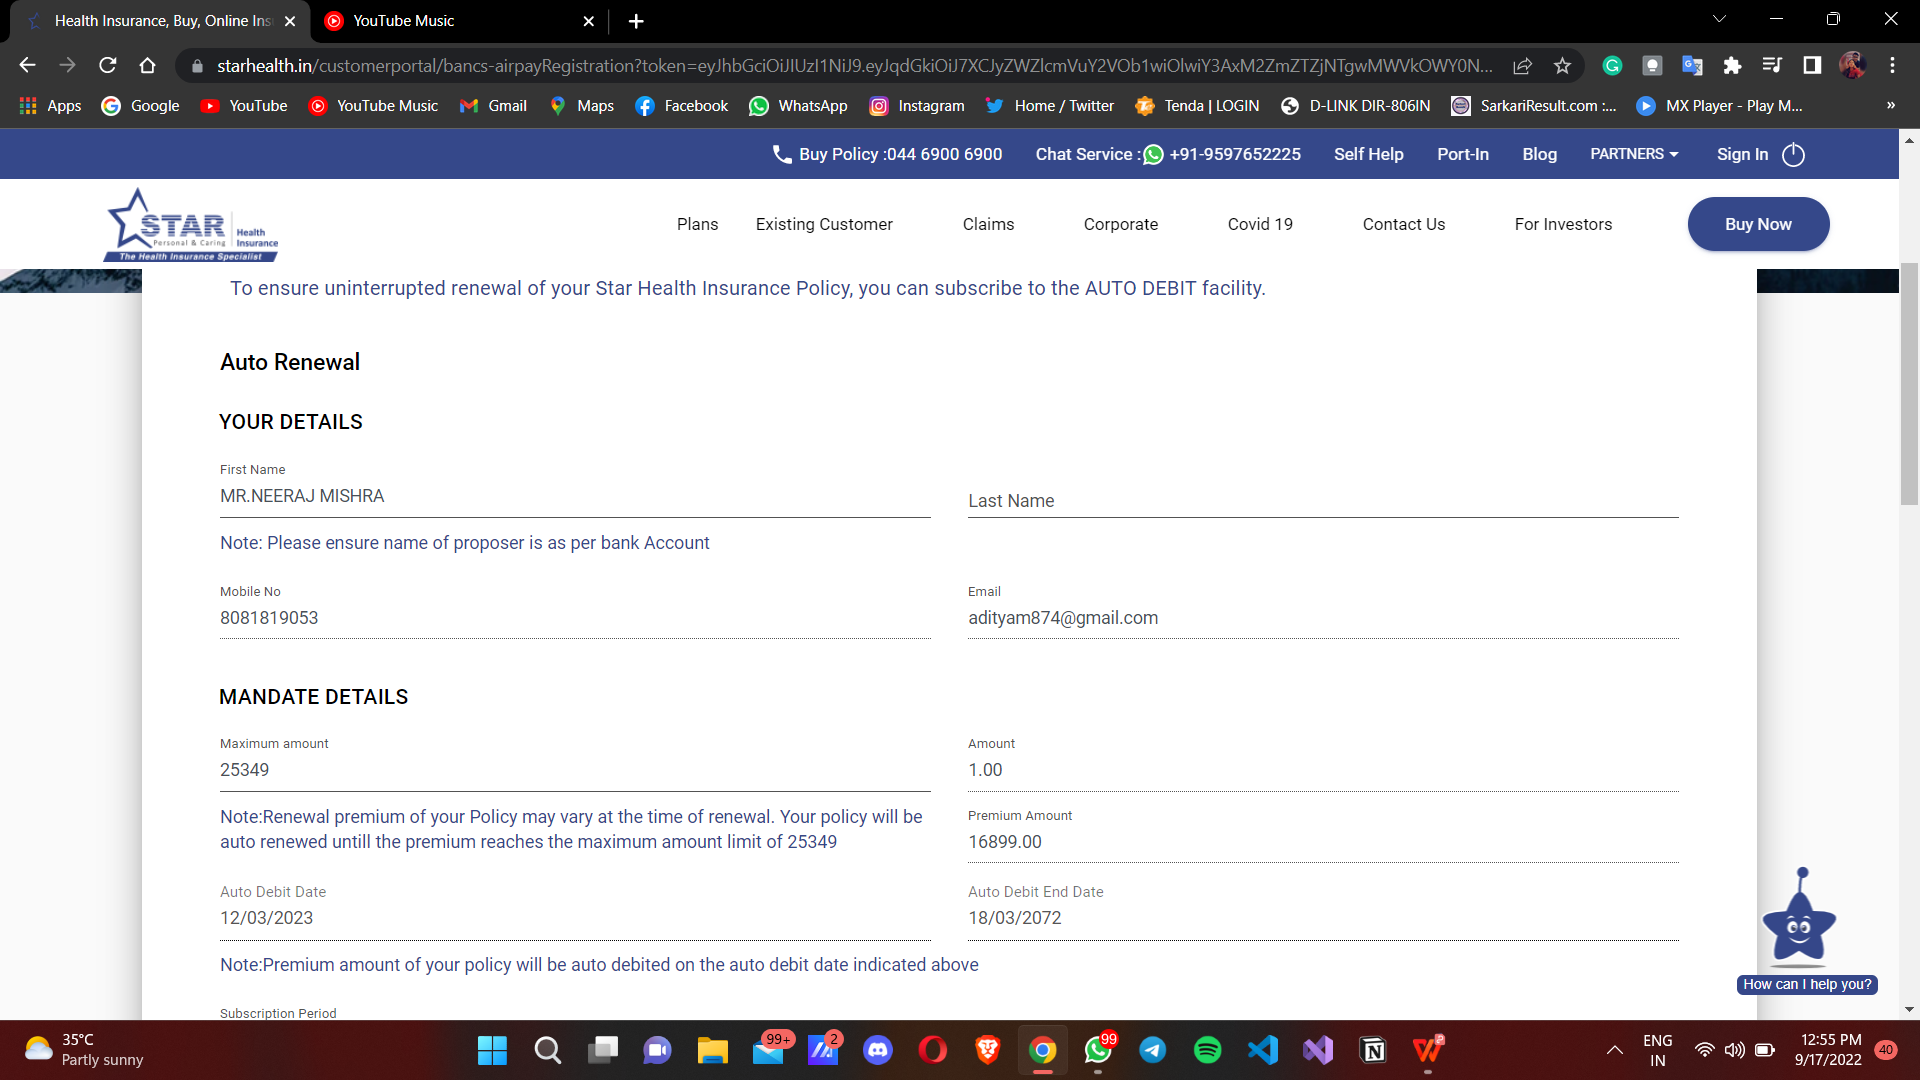 Health Insurance, Buy, Online Ins
YouTube Music
starhealth.in/customerportal/bancs-airpayRegistration?token=eyJhbGciOiJIUzI1NiJ9.eyJqdGkiOiJ7XCJyZWZlcmVuY2VOb1wiOlwiY3AxM2ZmZTZjNTgwMWVkOWY0N...
Apps
Google
YouTube
YouTube Music
Gmail
Maps
Facebook
WhatsApp
Instagram
Home / Twitter
Tenda | LOGIN
D-LINK DIR-806IN
SarkariResult.com :...
MX Player - Play M...
»
Buy Policy :044 6900 6900
Chat Service : +91-9597652225
Self Help
Port-In
Blog
PARTNERS
Sign In
STAR Health Insurance
Personal & Caring
The Health Insurance Specialist
Plans
Existing Customer
Claims
Corporate
Covid 19
Contact Us
For Investors
Buy Now
To ensure uninterrupted renewal of your Star Health Insurance Policy, you can subscribe to the AUTO DEBIT facility.
Auto Renewal
YOUR DETAILS
First Name
MR.NEERAJ MISHRA
Last Name
Note: Please ensure name of proposer is as per bank Account
Mobile No
8081819053
Email
adityam874@gmail.com
MANDATE DETAILS
Maximum amount
25349
Amount
1.00
Note:Renewal premium of your Policy may vary at the time of renewal. Your policy will be
auto renewed untill the premium reaches the maximum amount limit of 25349
Premium Amount
16899.00
Auto Debit Date
12/03/2023
Auto Debit End Date
18/03/2072
Note:Premium amount of your policy will be auto debited on the auto debit date indicated above
Subscription Period
How can I help you?
35°C
Partly sunny
99+
2
99
2
ENG
IN
12:55 PM
9/17/2022
40